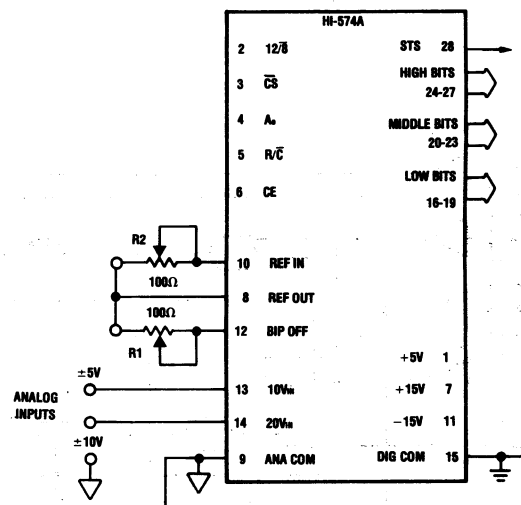 HI-574A
2 12/8̅
3 C̅S̅
4 Aₒ
5 R/C̅
6 CE
STS 28
HIGH BITS
24-27
MIDDLE BITS
20-23
LOW BITS
16-19
R2
100Ω
10 REF IN
8 REF OUT
100Ω
12 BIP OFF
R1
±5V
ANALOG
INPUTS
±10V
13 10VIN
14 20VIN
9 ANA COM
+5V 1
+15V 7
−15V 11
DIG COM 15